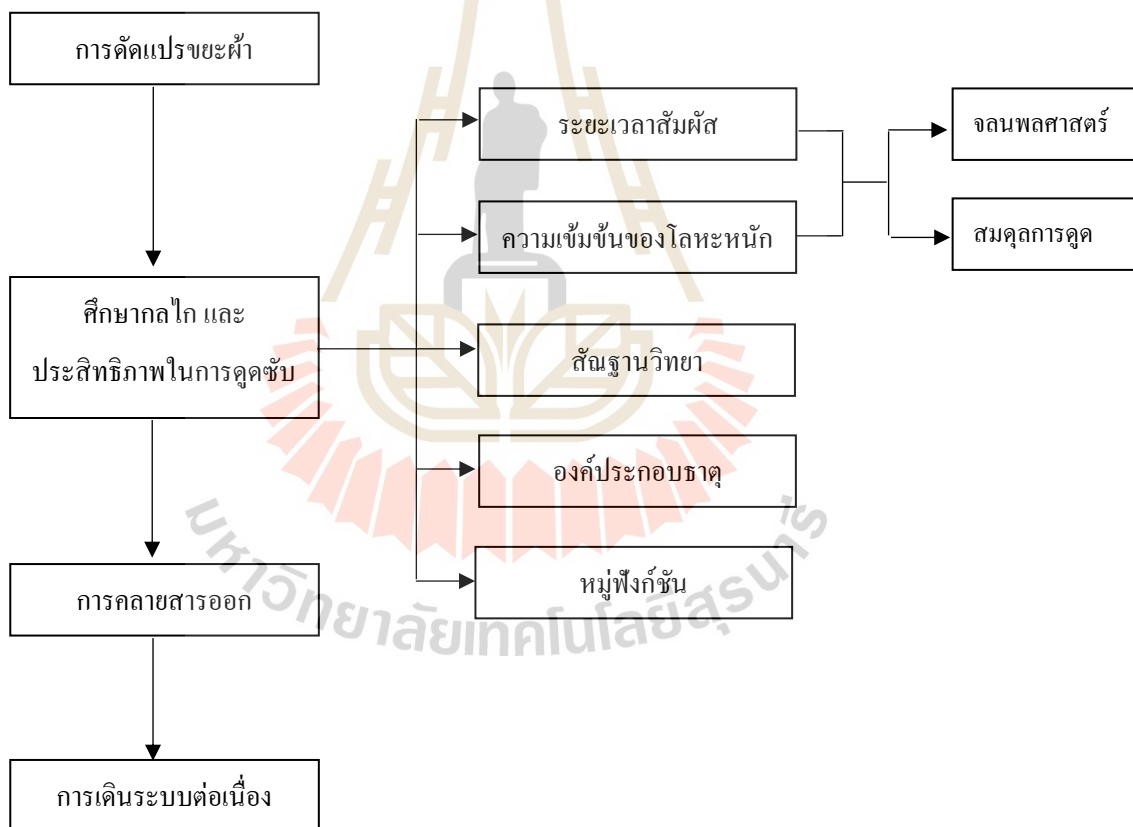 การดัดแปรขยะผ้า
ระยะเวลาสัมผัส
จลนพลศาสตร์
ความเข้มข้นของโลหะหนัก
สมดุลการดูด
ศึกษากลไก และ
ประสิทธิภาพในการดูดซับ
สัณฐานวิทยา
องค์ประกอบธาตุ
หมู่ฟังก์ชัน
การคลายสารออก
มหาวิทยาลัยเทคโนโลยีสุรนารี
การเดินระบบต่อเนื่อง